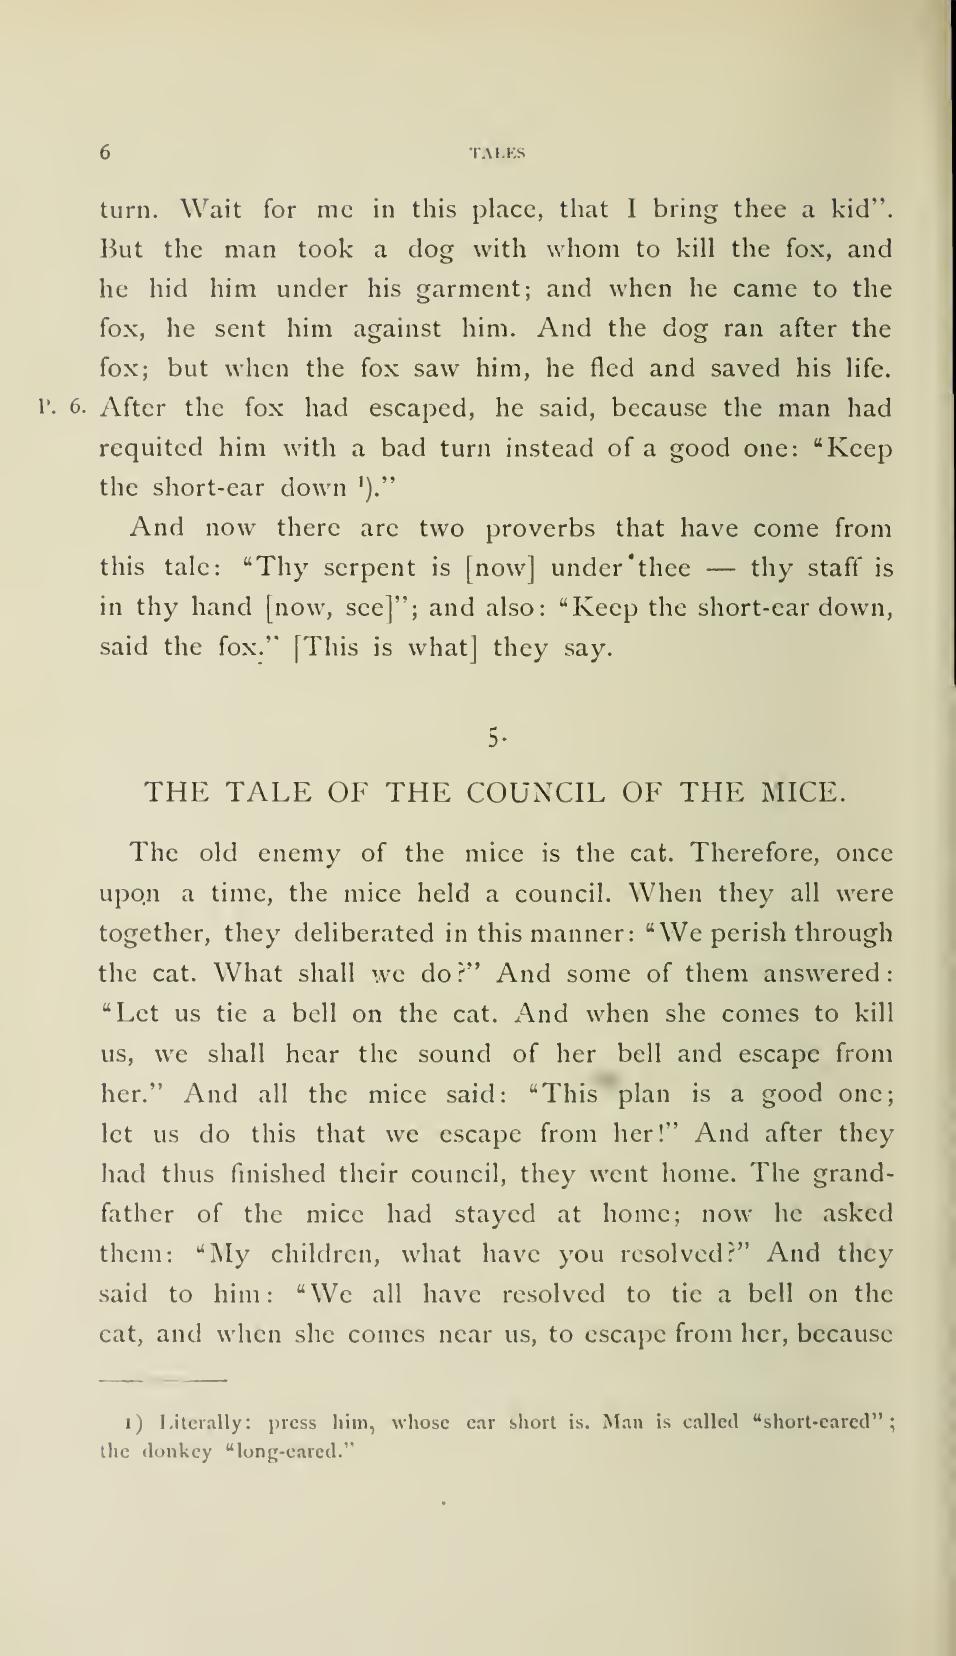 6 TALES
turn. Wait for me in this place, that I bring thee a kid”.
But the man took a dog with whom to kill the fox, and
he hid him under his garment; and when he came to the
fox, he sent him against him. And the dog ran after the
fox; but when the fox saw him, he fled and saved his life.
P. 6. After the fox had escaped, he said, because the man had
requited him with a bad turn instead of a good one: “Keep
the short-ear down ¹).”
And now there are two proverbs that have come from
this tale: “Thy serpent is [now] under thee — thy staff is
in thy hand [now, see]”; and also: “Keep the short-ear down,
said the fox.” [This is what] they say.
5.
THE TALE OF THE COUNCIL OF THE MICE.
The old enemy of the mice is the cat. Therefore, once
upon a time, the mice held a council. When they all were
together, they deliberated in this manner: “We perish through
the cat. What shall we do?” And some of them answered:
“Let us tie a bell on the cat. And when she comes to kill
us, we shall hear the sound of her bell and escape from
her.” And all the mice said: “This plan is a good one;
let us do this that we escape from her!” And after they
had thus finished their council, they went home. The grand-
father of the mice had stayed at home; now he asked
them: “My children, what have you resolved?” And they
said to him: “We all have resolved to tie a bell on the
cat, and when she comes near us, to escape from her, because
1) Literally: press him, whose ear short is. Man is called “short-eared”;
the donkey “long-eared.”